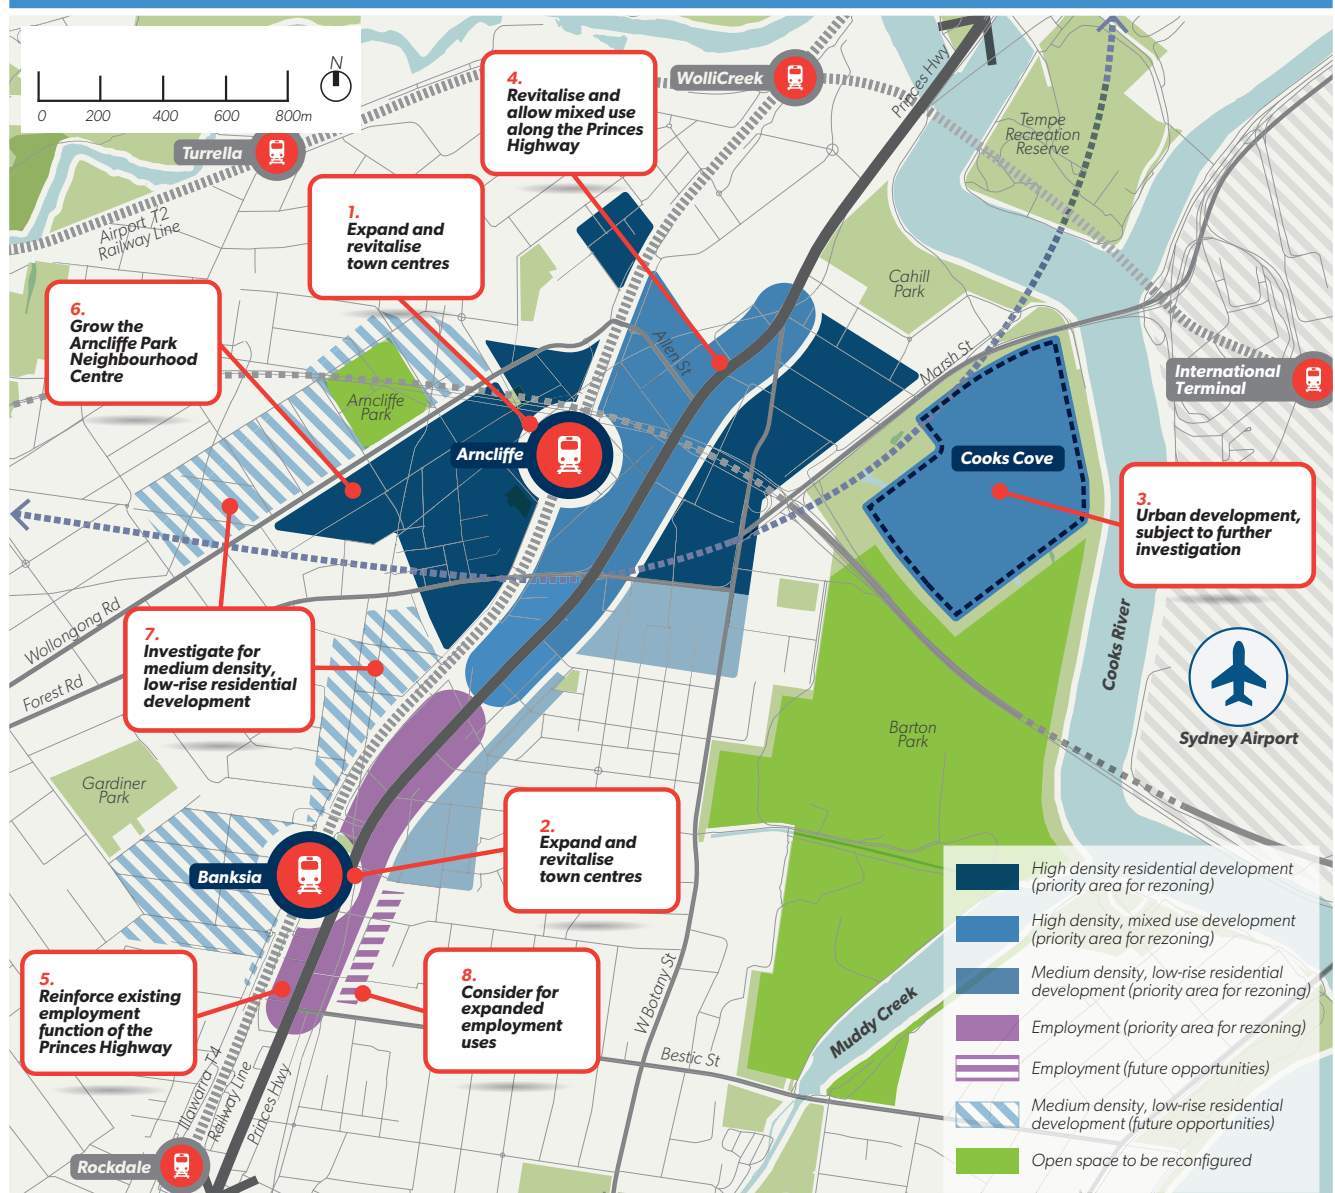 N
0 200 400 600 800m
Turrella
Airport T2
Railway Line
WolliCreek
Princes Hwy
Tempe
Recreation
Reserve
4.
Revitalise and
allow mixed use
along the Princes
Highway
1.
Expand and
revitalise
town centres
6.
Grow the
Arncliffe Park
Neighbourhood
Centre
Cahill
Park
Allen St
Marsh St
International
Terminal
Arncliffe
Park
Arncliffe
Cooks Cove
3.
Urban development,
subject to further
investigation
Wollongong Rd
Forest Rd
7.
Investigate for
medium density,
low-rise residential
development
Cooks River
Sydney Airport
Barton
Park
Gardiner
Park
2.
Expand and
revitalise
town centres
Banksia
5.
Reinforce existing
employment
function of the
Princes Highway
8.
Consider for
expanded
employment
uses
W Botany St
Bestic St
Muddy Creek
Illawarra T4
Railway Line
Princes Hwy
Rockdale
High density residential development
(priority area for rezoning)
High density, mixed use development
(priority area for rezoning)
Medium density, low-rise residential
development (priority area for rezoning)
Employment (priority area for rezoning)
Employment (future opportunities)
Medium density, low-rise residential
development (future opportunities)
Open space to be reconfigured